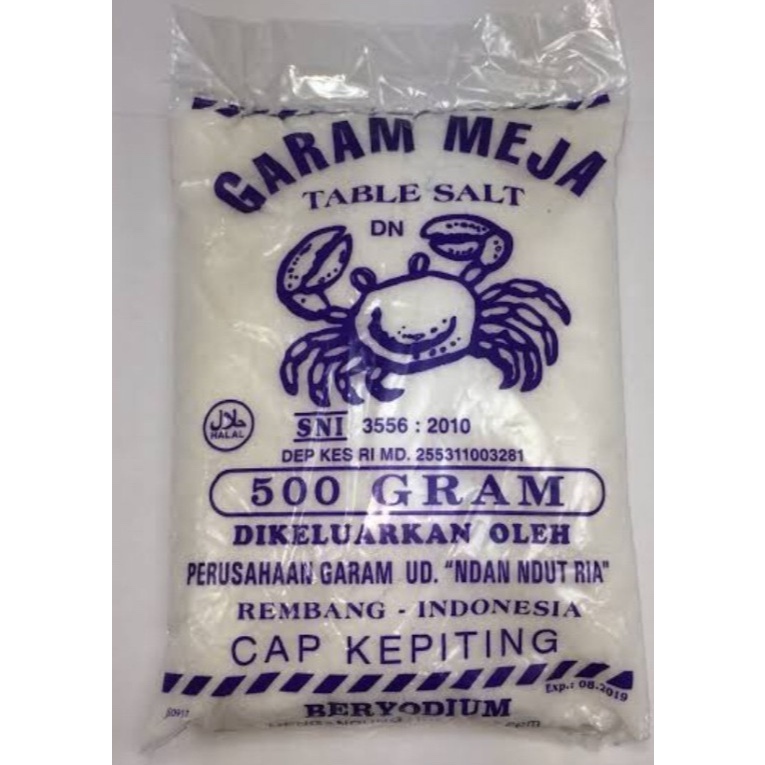 GARAM MEJA
TABLE SALT
DN
حلال
HALAL
SNI 3556 : 2010
DEP KES RI MD. 255311003281
500 GRAM
DIKELUARKAN OLEH
PERUSAHAAN GARAM UD. "NDAN NDUT RIA"
REMBANG - INDONESIA
CAP KEPITING
Exp.: 08-2019
BERYODIUM